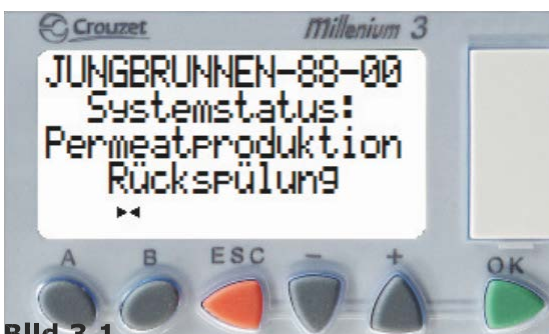 Crouzet Millenium 3
JUNGBRUNNEN-88-00
Systemstatus:
Permeatproduktion
Rückspülung
A B ESC - + OK
Bild 3.1